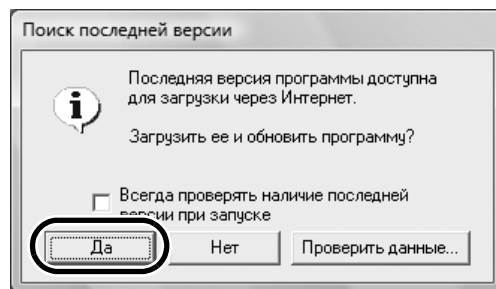 Поиск последней версии
Последняя версия программы доступна
для загрузки через Интернет.
Загрузить ее и обновить программу?
Всегда проверять наличие последней
версии при запуске
Да Нет Проверить данные...